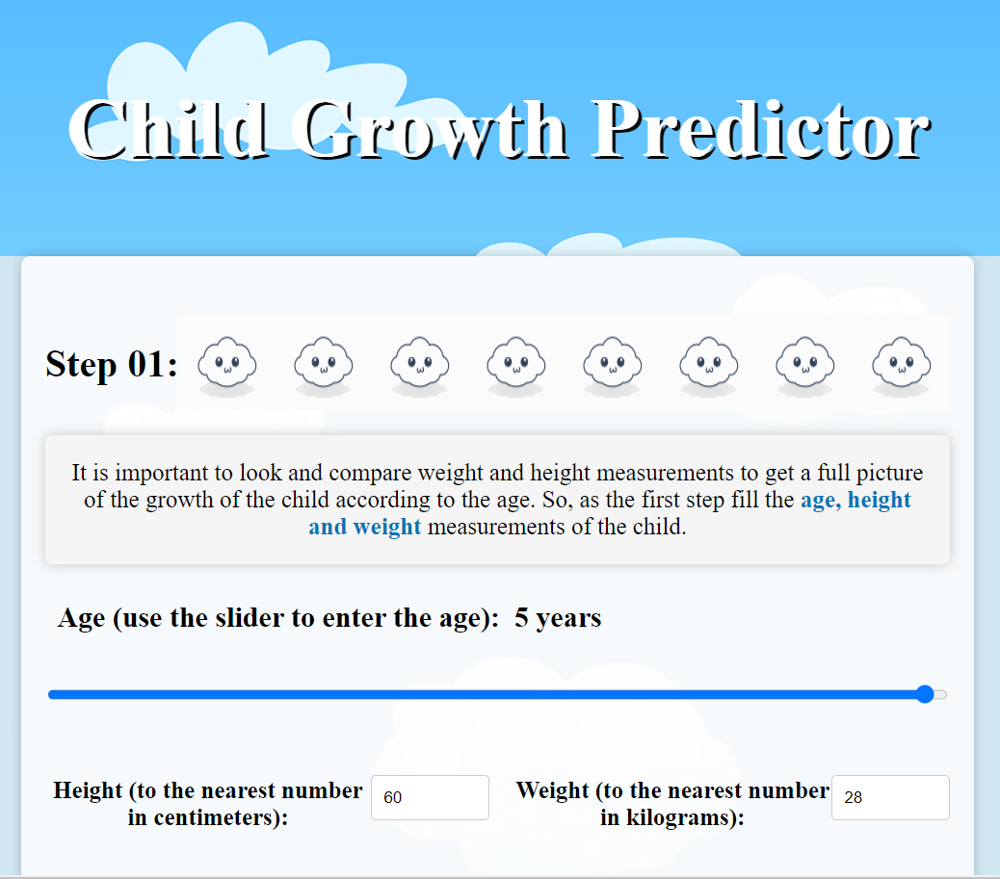 Child Growth Predictor
Step 01:
It is important to look and compare weight and height measurements to get a full picture
of the growth of the child according to the age. So, as the first step fill the age, height
and weight measurements of the child.
Age (use the slider to enter the age): 5 years
Height (to the nearest number
in centimeters):
60
Weight (to the nearest number
in kilograms):
28